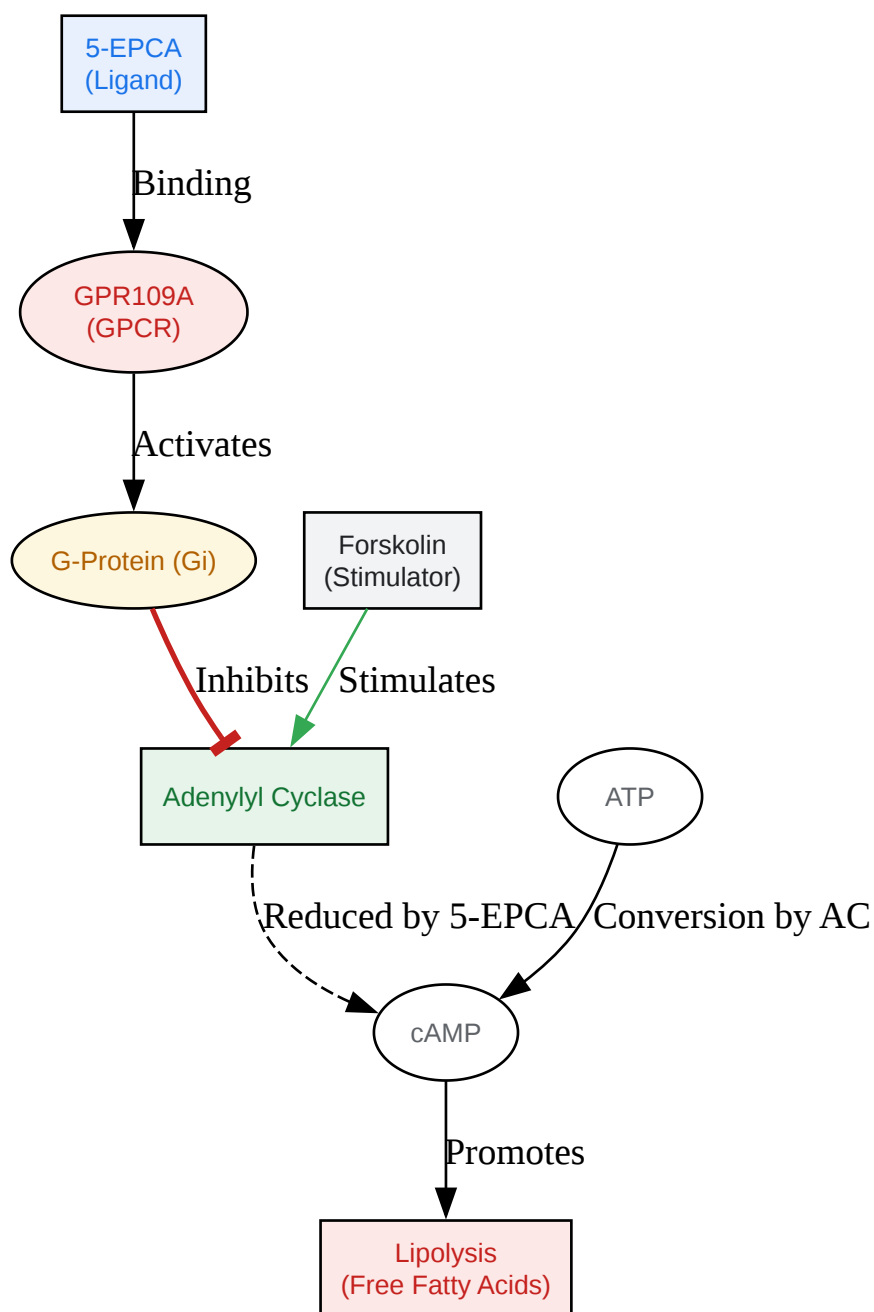 5-EPCA
(Ligand)
Binding
GPR109A
(GPCR)
Activates
G-Protein (Gi)
Forskolin
(Stimulator)
Inhibits
Stimulates
Adenylyl Cyclase
ATP
Reduced by 5-EPCA
Conversion by AC
cAMP
Promotes
Lipolysis
(Free Fatty Acids)